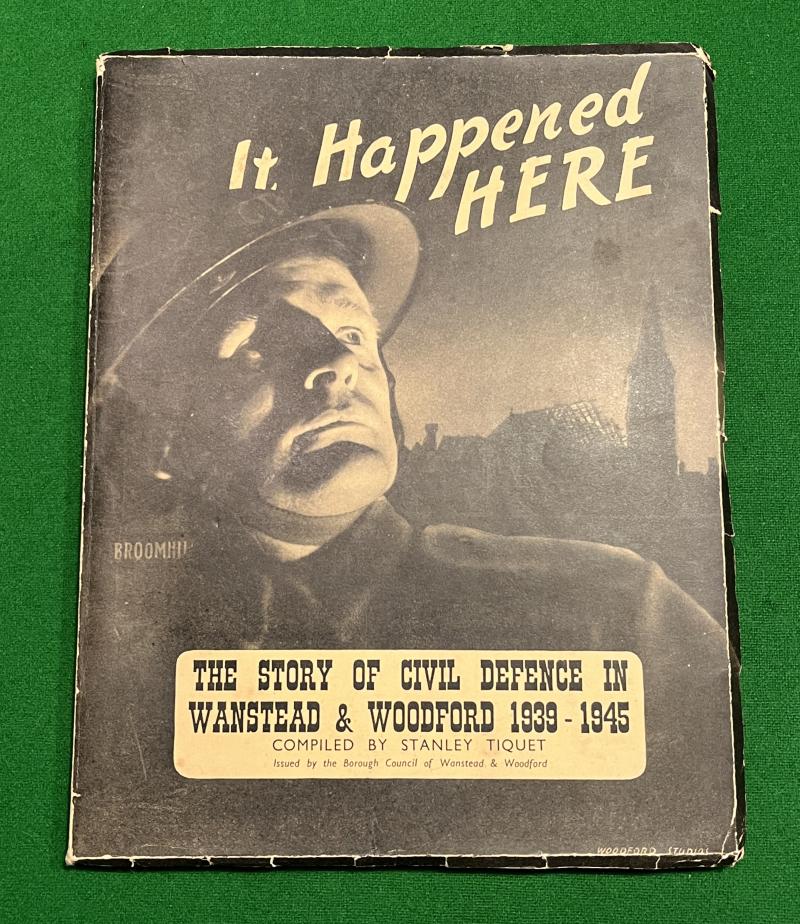 It Happened
HERE
BROOMHILL
THE STORY OF CIVIL DEFENCE IN
WANSTEAD & WOODFORD 1939 - 1945
COMPILED BY STANLEY TIQUET
Issued by the Borough Council of Wanstead & Woodford
WOODFORD STUDIOS